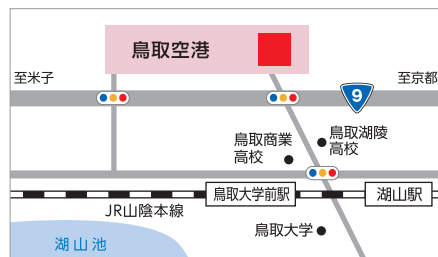 鳥取空港
至米子
至京都
9
鳥取商業
高校
鳥取湖陵
高校
鳥取大学前駅
湖山駅
JR山陰本線
鳥取大学
湖山池